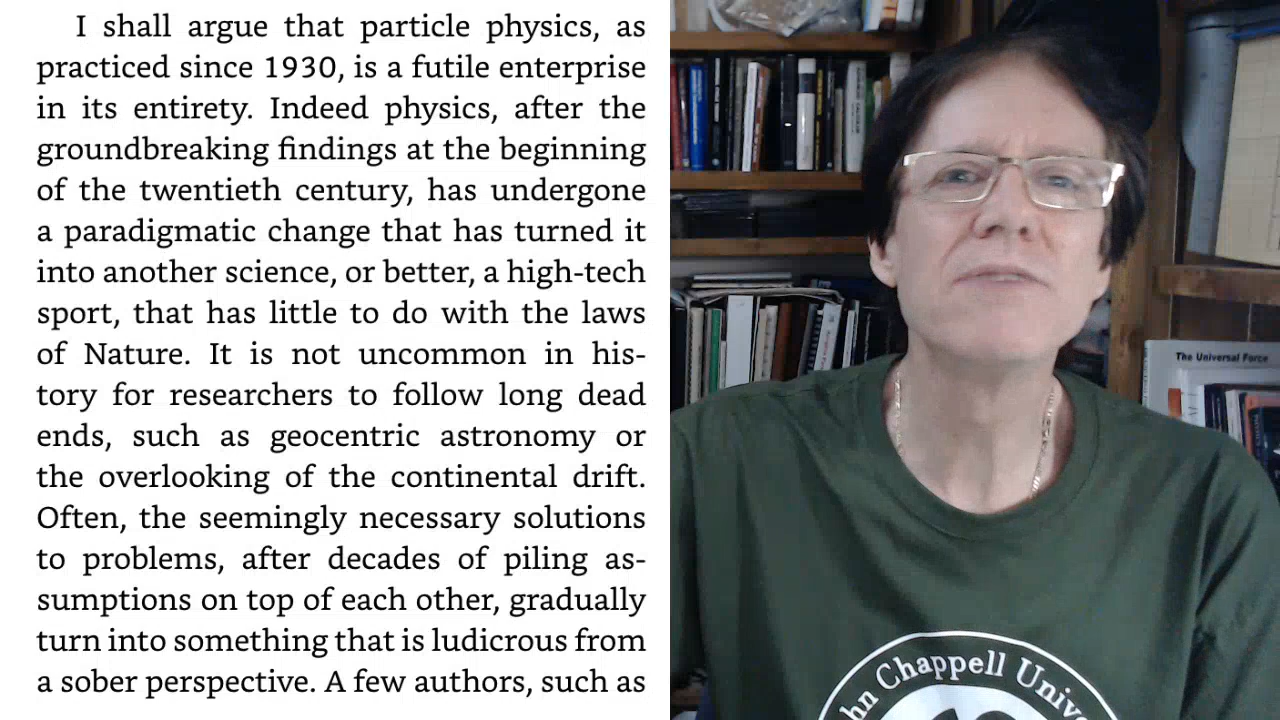 I shall argue that particle physics, as
practiced since 1930, is a futile enterprise
in its entirety. Indeed physics, after the
groundbreaking findings at the beginning
of the twentieth century, has undergone
a paradigmatic change that has turned it
into another science, or better, a high-tech
sport, that has little to do with the laws
of Nature. It is not uncommon in his-
tory for researchers to follow long dead
ends, such as geocentric astronomy or
the overlooking of the continental drift.
Often, the seemingly necessary solutions
to problems, after decades of piling as-
sumptions on top of each other, gradually
turn into something that is ludicrous from
a sober perspective. A few authors, such as
The Universal Force
hn Chappell Unive